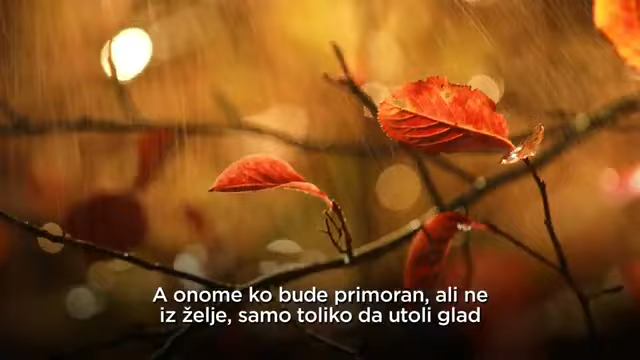 A onome ko bude primoran, ali ne
iz želje, samo toliko da utoli glad